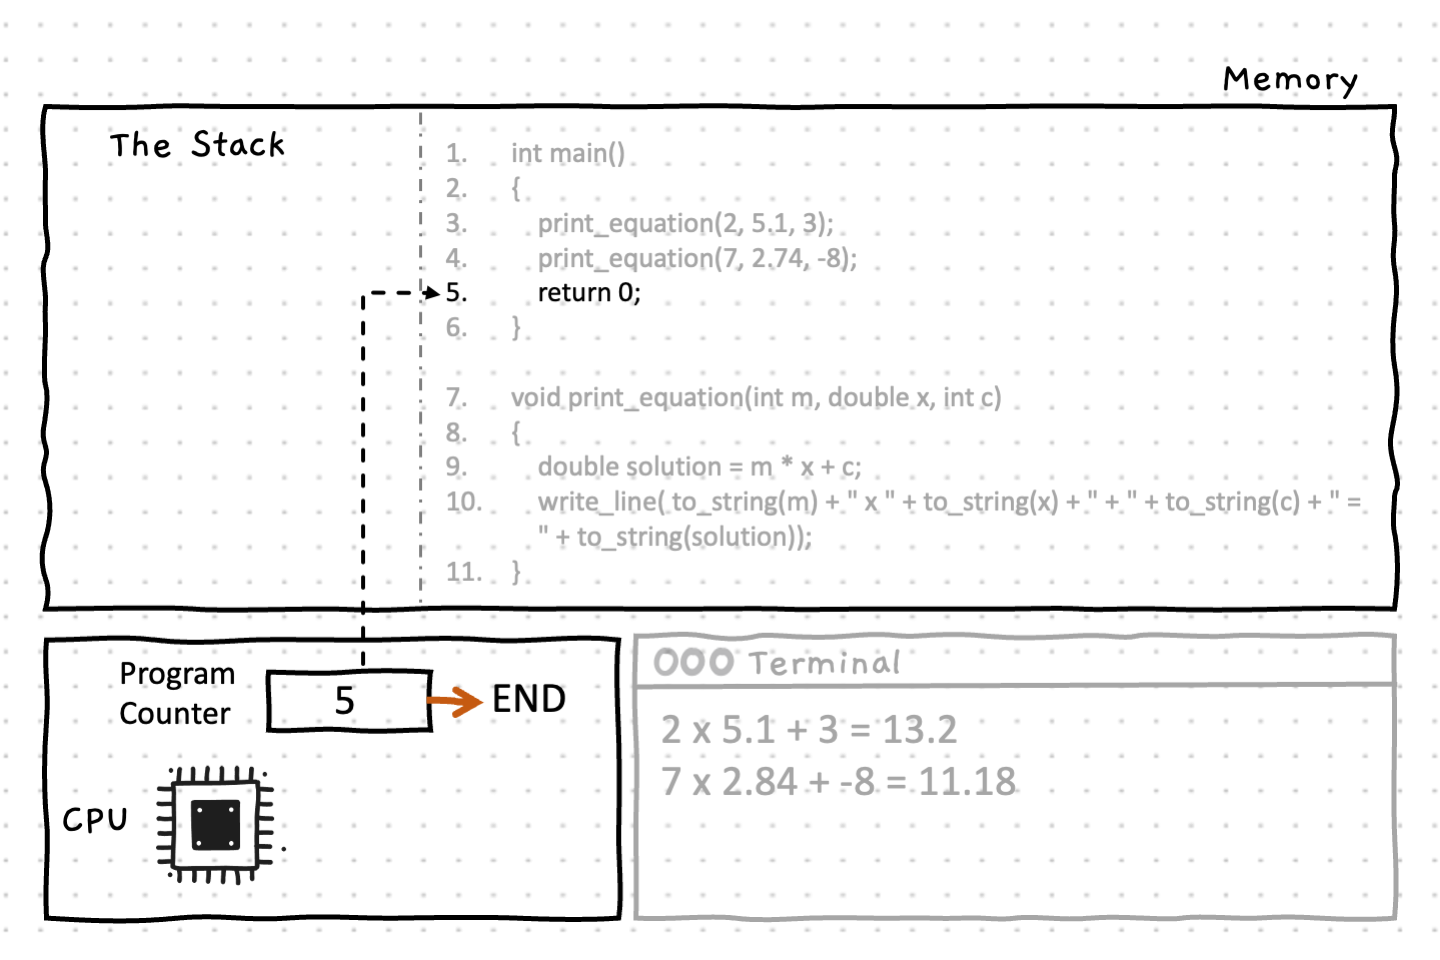 Memory
The Stack
1. int main()
2. {
3. print_equation(2, 5.1, 3);
4. print_equation(7, 2.74, -8);
5. return 0;
6. }
7. void print_equation(int m, double x, int c)
8. {
9. double solution = m * x + c;
10. write_line( to_string(m) + " x " + to_string(x) + " + " + to_string(c) + " =
" + to_string(solution));
11. }
Program
Counter
5
END
CPU
Terminal
2 x 5.1 + 3 = 13.2
7 x 2.84 + -8 = 11.18